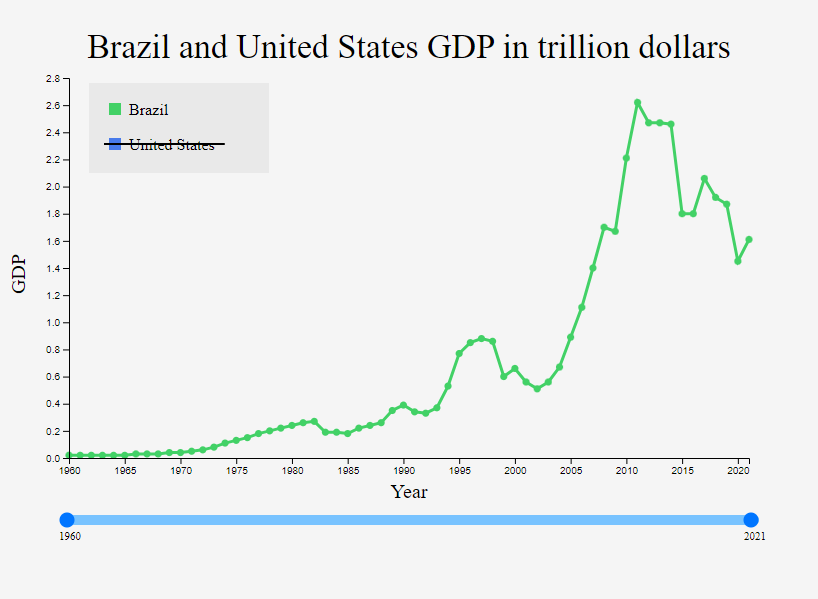 Brazil and United States GDP in trillion dollars
2.8
2.6
2.4
2.2
2.0
1.8
1.6
1.4
1.2
1.0
0.8
0.6
0.4
0.2
0.0
GDP
Brazil
United States
1960 1965 1970 1975 1980 1985 1990 1995 2000 2005 2010 2015 2020
Year
1960 2021